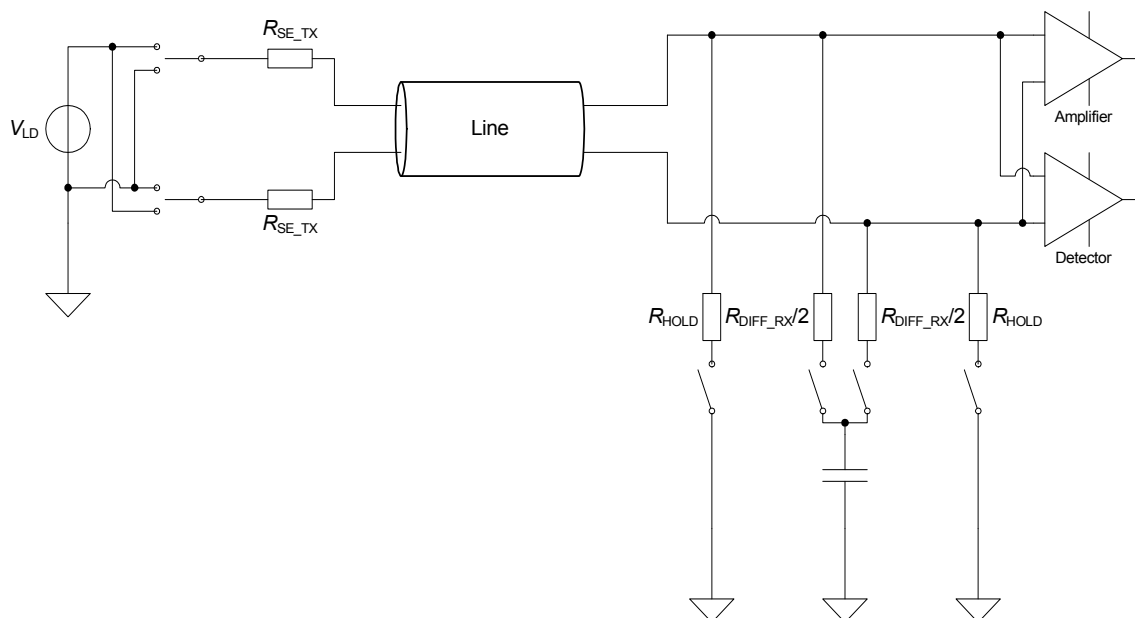 R_SE_TX
V_LD
Line
R_SE_TX
Amplifier
Detector
R_HOLD R_DIFF_RX/2 R_DIFF_RX/2 R_HOLD